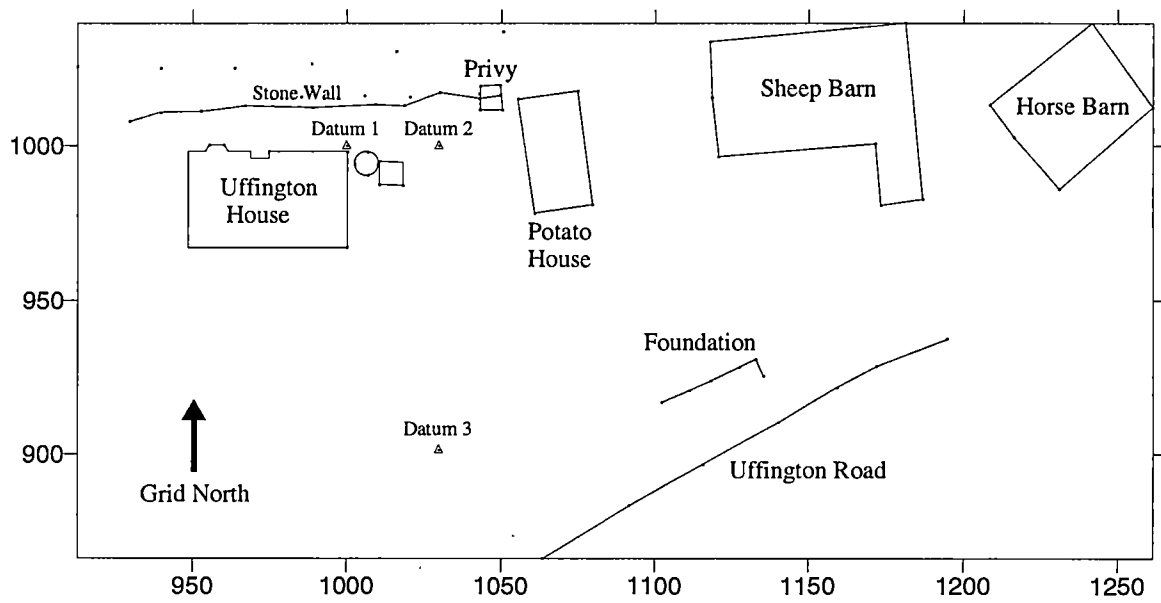 Privy
Stone Wall
Sheep Barn
Horse Barn
Datum 1
Datum 2
1000
Uffington
House
Potato
House
950
Foundation
Datum 3
900
Uffington Road
Grid North
950
1000
1050
1100
1150
1200
1250